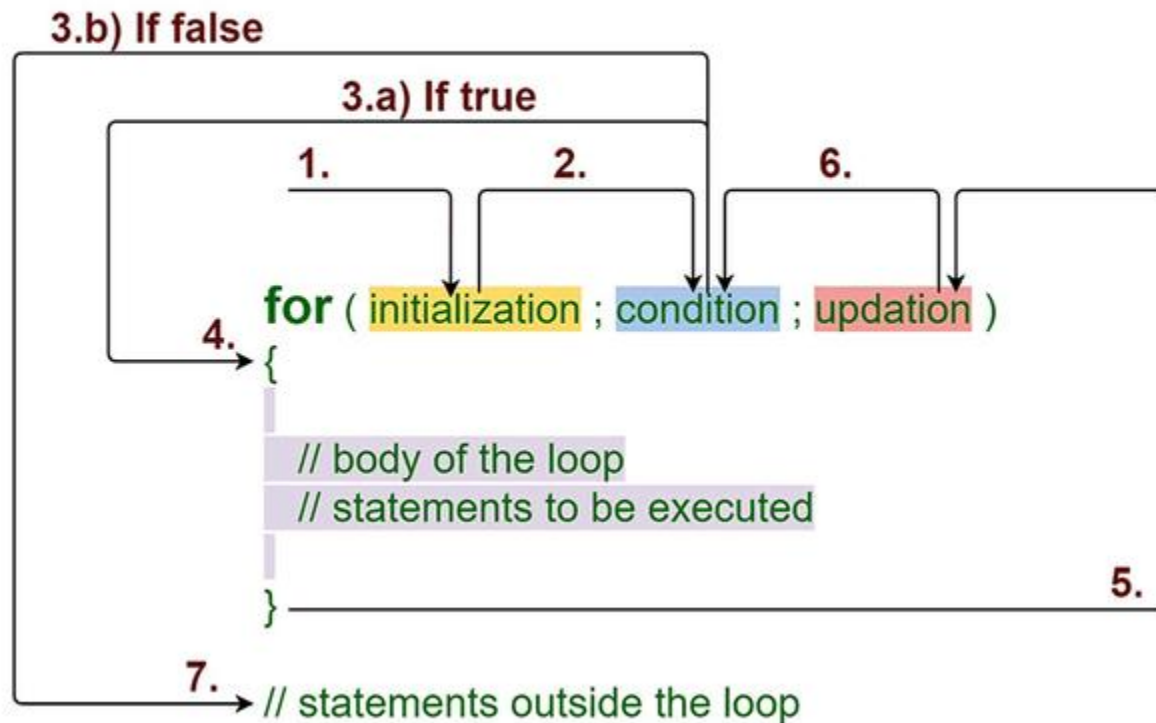 3.b) If false
3.a) If true
1. 2. 6.
for ( initialization ; condition ; updation )
4.
{
// body of the loop
// statements to be executed
5.
}
7.
// statements outside the loop